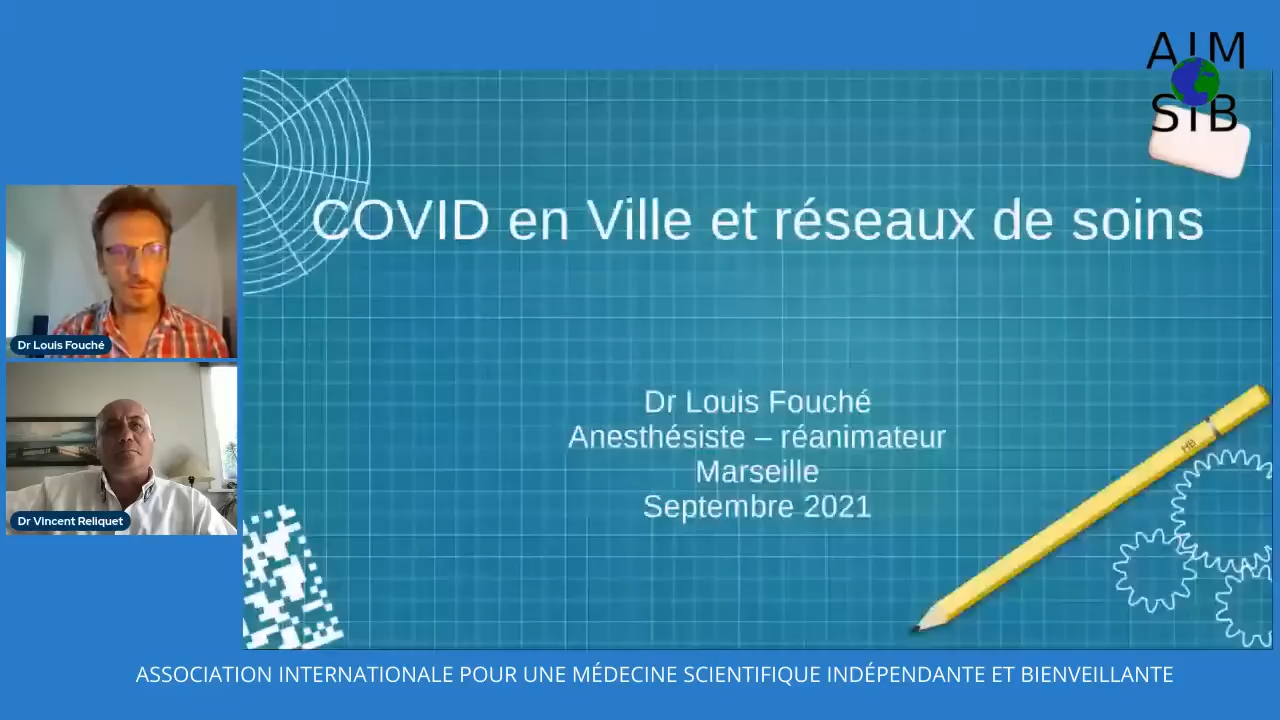 AIM
SIB
COVID en Ville et réseaux de soins
Dr Louis Fouché
Dr Louis Fouché
Anesthésiste – réanimateur
Marseille
Septembre 2021
HB
Dr Vincent Reliquet
ASSOCIATION INTERNATIONALE POUR UNE MÉDECINE SCIENTIFIQUE INDÉPENDANTE ET BIENVEILLANTE